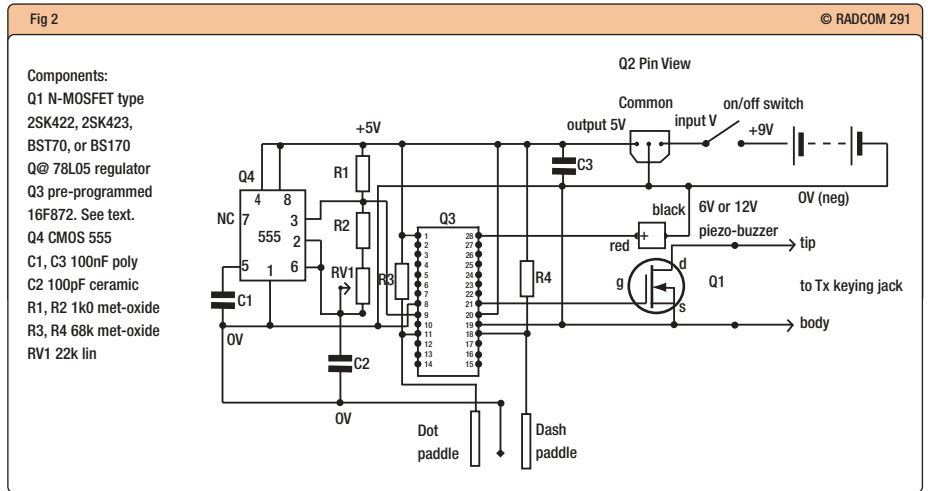 Fig 2
© RADCOM 291
Components:
Q1 N-MOSFET type
2SK422, 2SK423,
BST70, or BS170
Q@ 78L05 regulator
Q3 pre-programmed
16F872. See text.
Q4 CMOS 555
C1, C3 100nF poly
C2 100pF ceramic
R1, R2 1k0 met-oxide
R3, R4 68k met-oxide
RV1 22k lin
Q2 Pin View
Common
on/off switch
output 5V
input V
+9V
+5V
C3
0V (neg)
Q4
R1
4
8
NC
7
3
555
2
5
1
6
R2
RV1
R3
Q3
1
2
3
4
5
6
7
8
9
10
11
12
13
14
28
27
26
25
24
23
22
21
20
19
18
17
16
15
R4
black
red
+
6V or 12V
piezo-buzzer
tip
d
g
Q1
s
to Tx keying jack
body
C1
0V
C2
0V
Dot
paddle
Dash
paddle